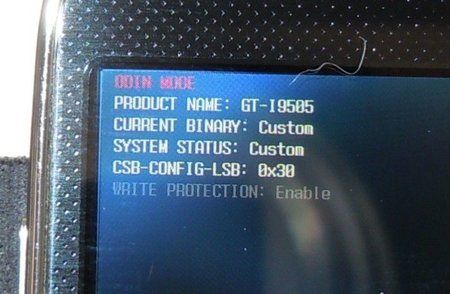 ODIN MODE
PRODUCT NAME: GT-I9505
CURRENT BINARY: Custom
SYSTEM STATUS: Custom
CSB-CONFIG-LSB: 0x30
WRITE PROTECTION: Enable